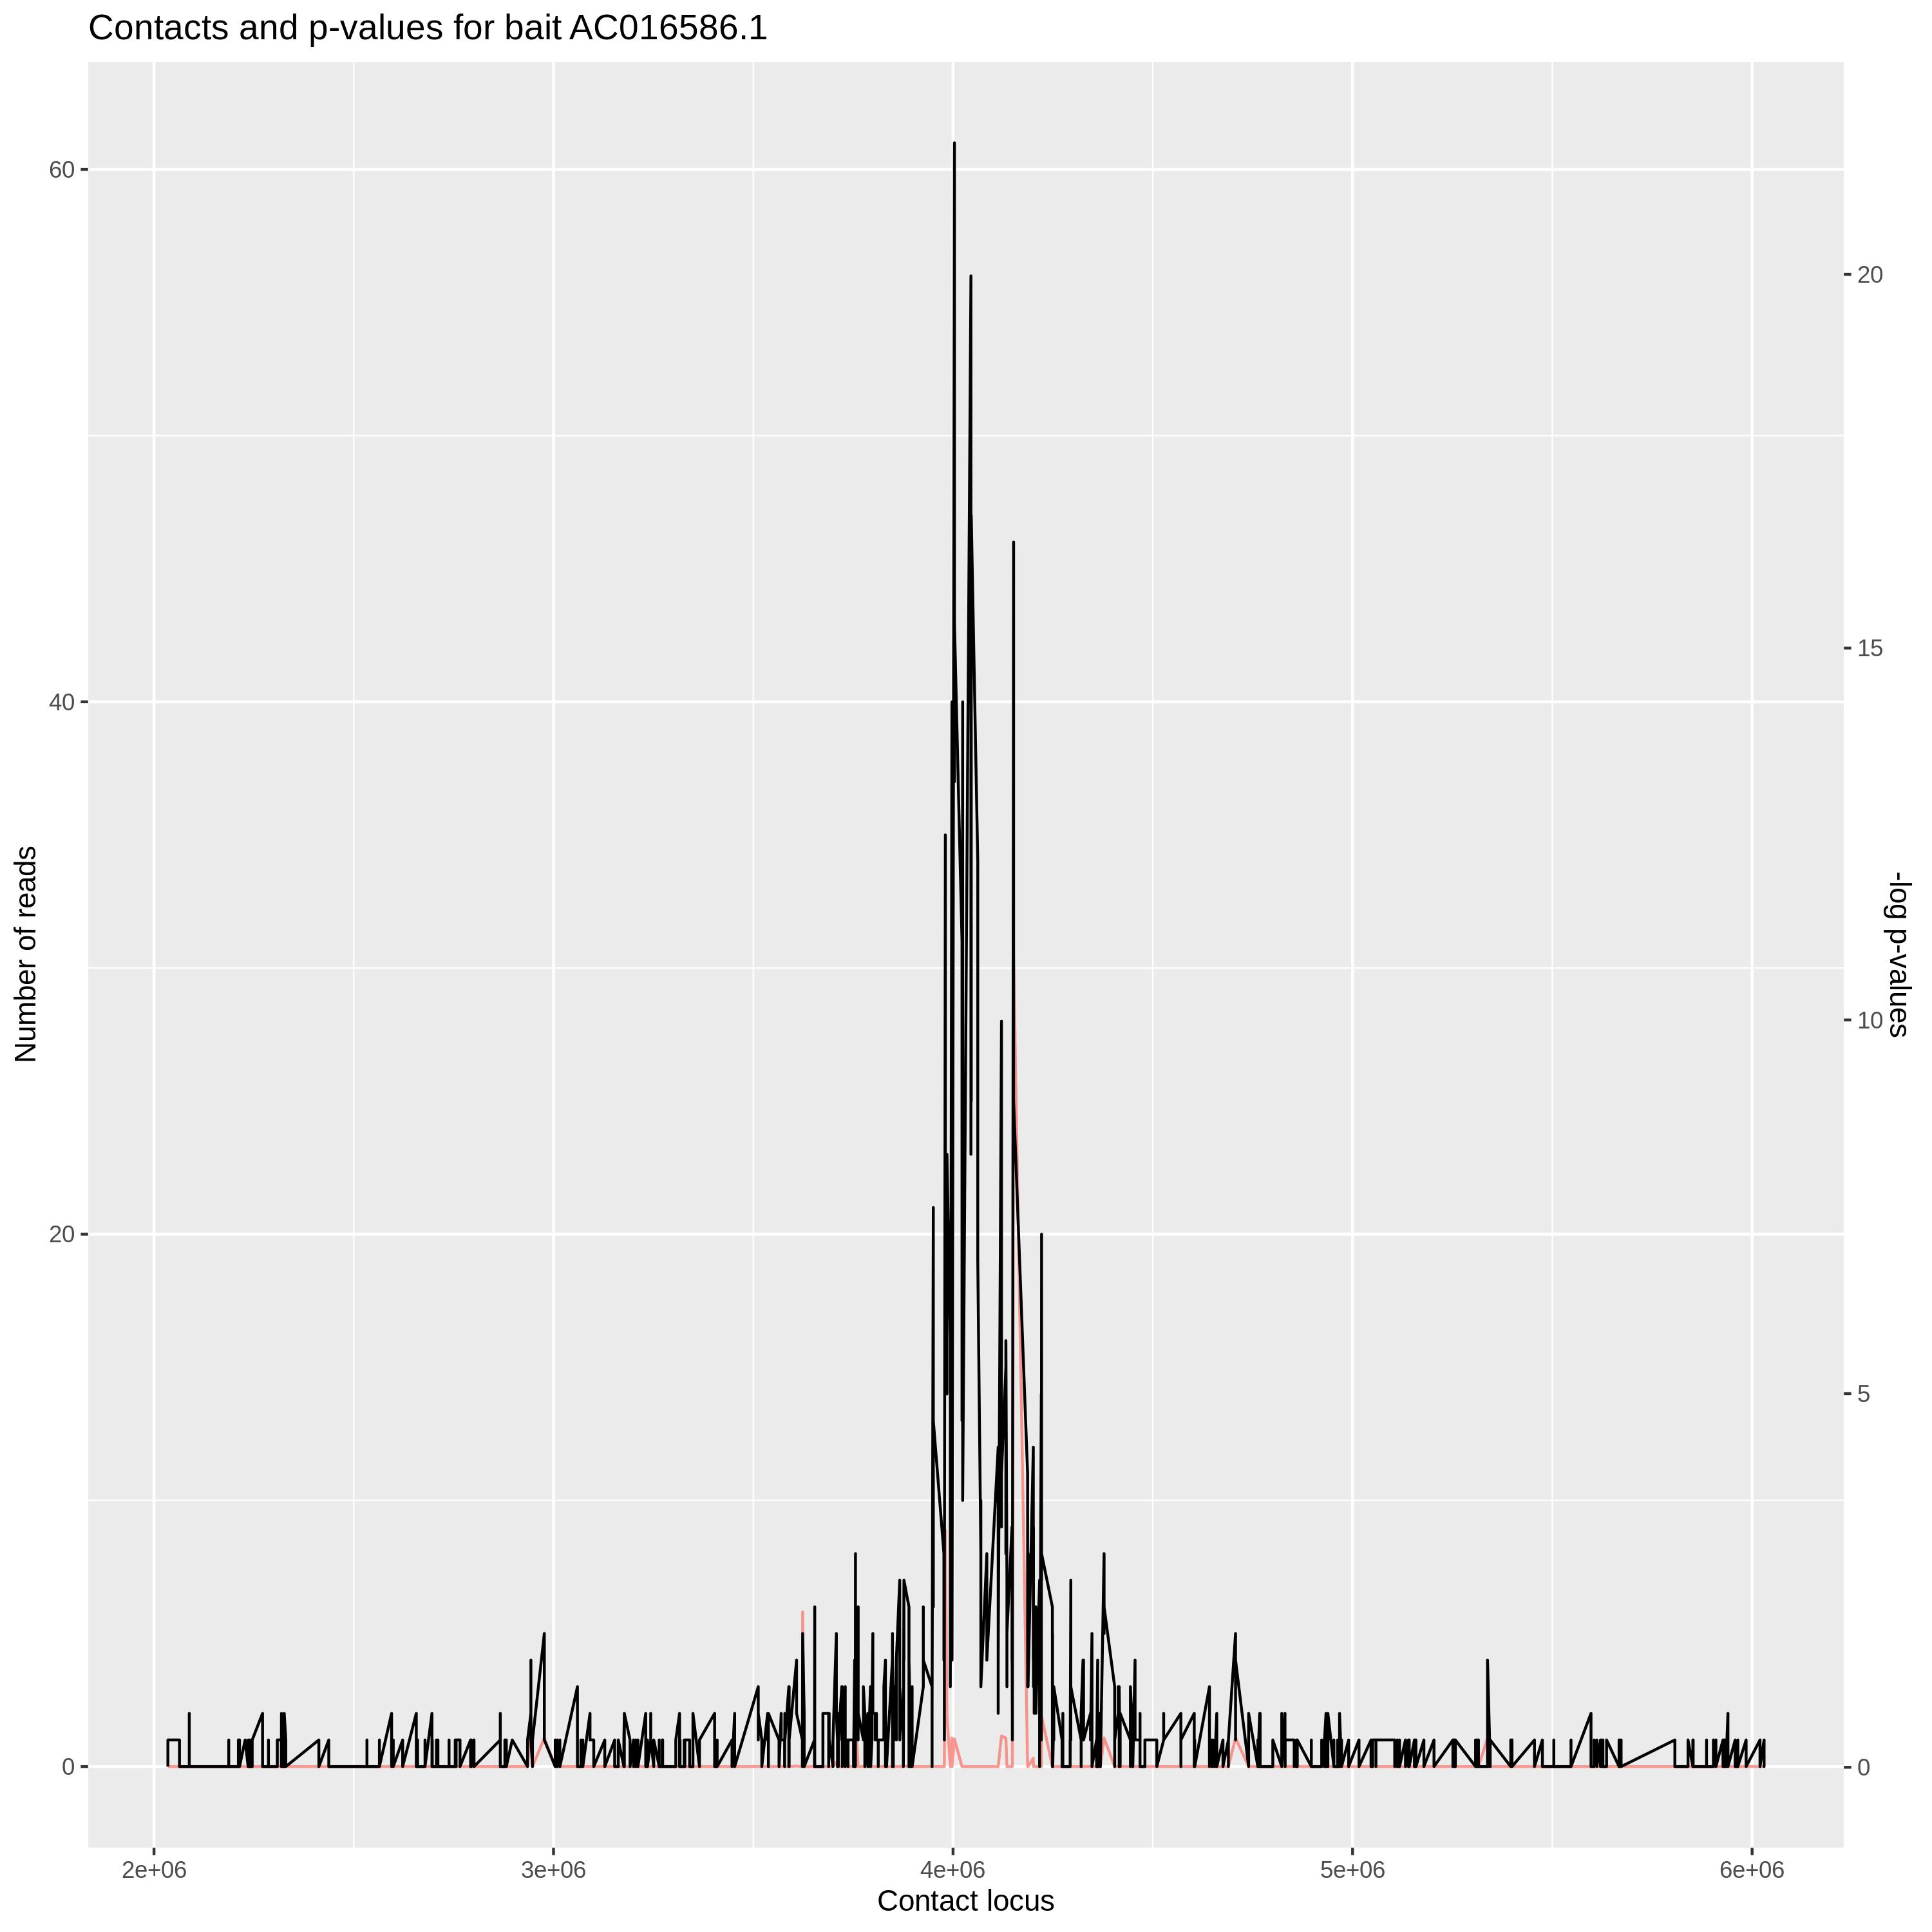 Contacts and p-values for bait AC016586.1
60
40
20
0
20
15
10
5
0
Number of reads
-log p-values
2e+06 3e+06 4e+06 5e+06 6e+06
Contact locus